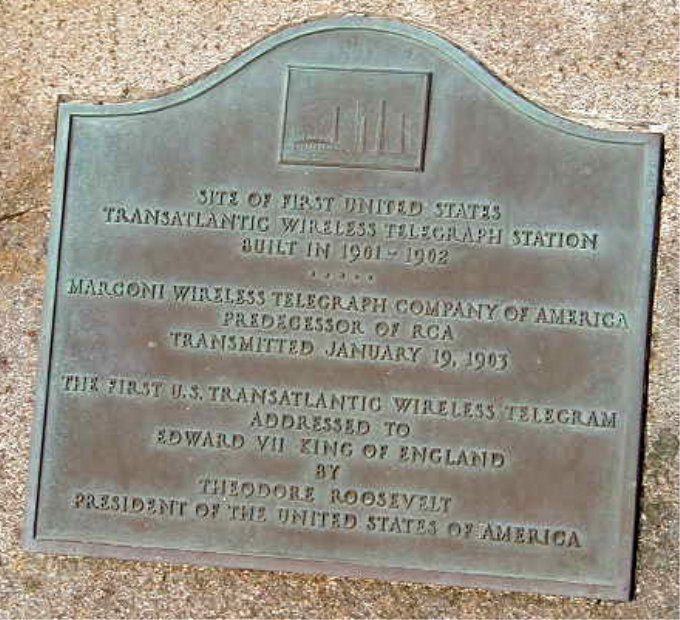 SITE OF FIRST UNITED STATES
TRANSATLANTIC WIRELESS TELEGRAPH STATION
BUILT IN 1901 - 1902
. . . . .
MARCONI WIRELESS TELEGRAPH COMPANY OF AMERICA
PREDECESSOR OF RCA
TRANSMITTED JANUARY 19, 1903
THE FIRST U.S. TRANSATLANTIC WIRELESS TELEGRAM
ADDRESSED TO
EDWARD VII KING OF ENGLAND
BY
THEODORE ROOSEVELT
PRESIDENT OF THE UNITED STATES OF AMERICA